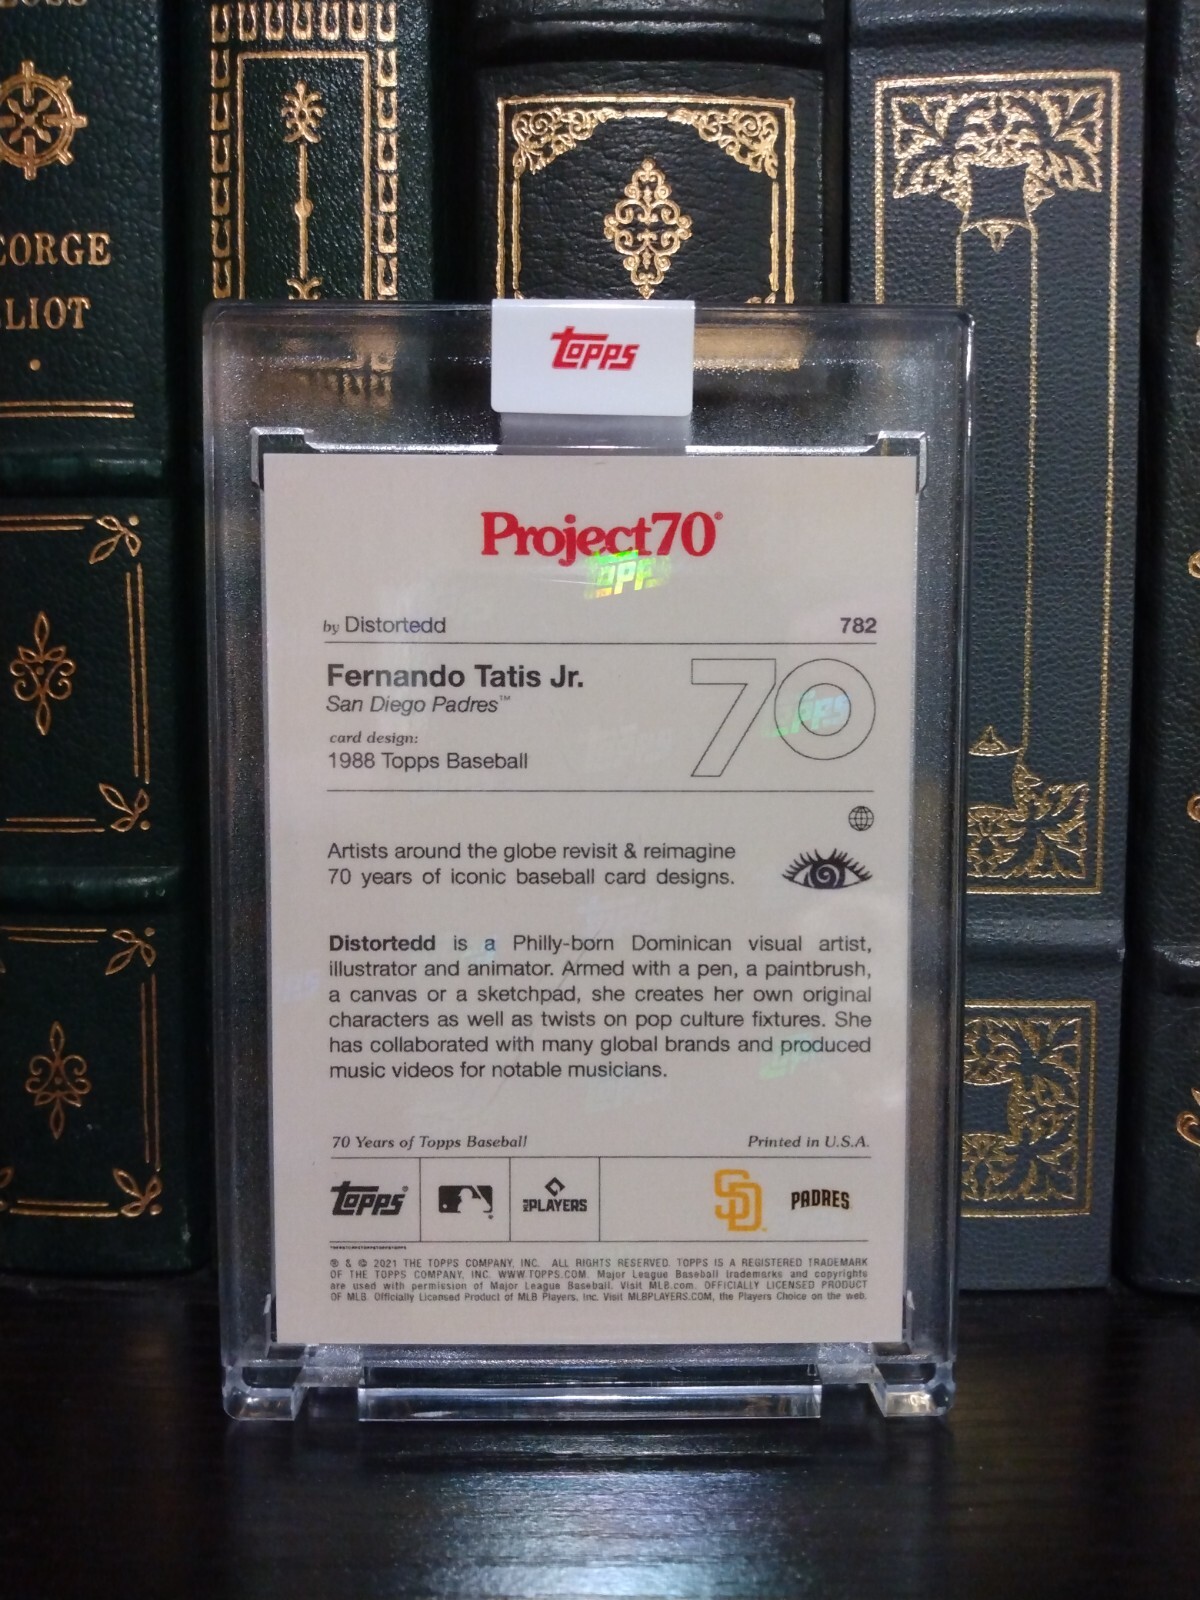 ORGE
LIOT
topps
Project70®
by Distortedd
782
Fernando Tatis Jr.
San Diego Padres™
70
card design:
1988 Topps Baseball
Artists around the globe revisit & reimagine
70 years of iconic baseball card designs.
Distortedd is a Philly-born Dominican visual artist,
illustrator and animator. Armed with a pen, a paintbrush,
a canvas or a sketchpad, she creates her own original
characters as well as twists on pop culture fixtures. She
has collaborated with many global brands and produced
music videos for notable musicians.
70 Years of Topps Baseball
Printed in U.S.A.
topps®
MLB PLAYERS
SD
PADRES
® & © 2021 THE TOPPS COMPANY, INC. ALL RIGHTS RESERVED. TOPPS IS A REGISTERED TRADEMARK
OF THE TOPPS COMPANY, INC. WWW.TOPPS.COM. Major League Baseball trademarks and copyrights
are used with permission of Major League Baseball. Visit MLB.com. OFFICIALLY LICENSED PRODUCT
OF MLB Officially Licensed Product of MLB Players, Inc. Visit MLBPLAYERS.COM, the Players Choice on the web.